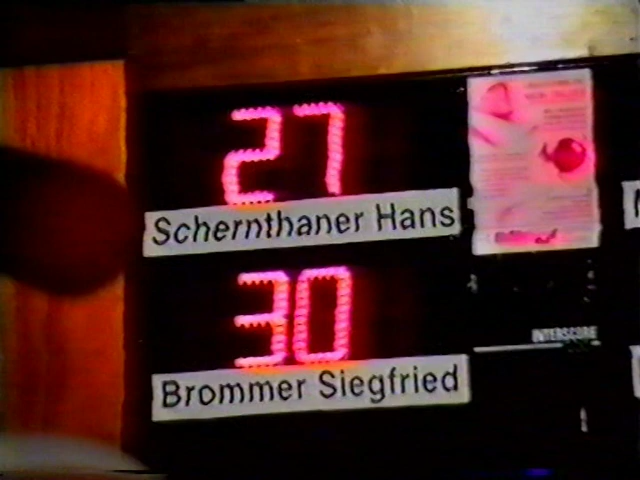 27
Schernthaner Hans
30
Brommer Siegfried
INTERSCORE